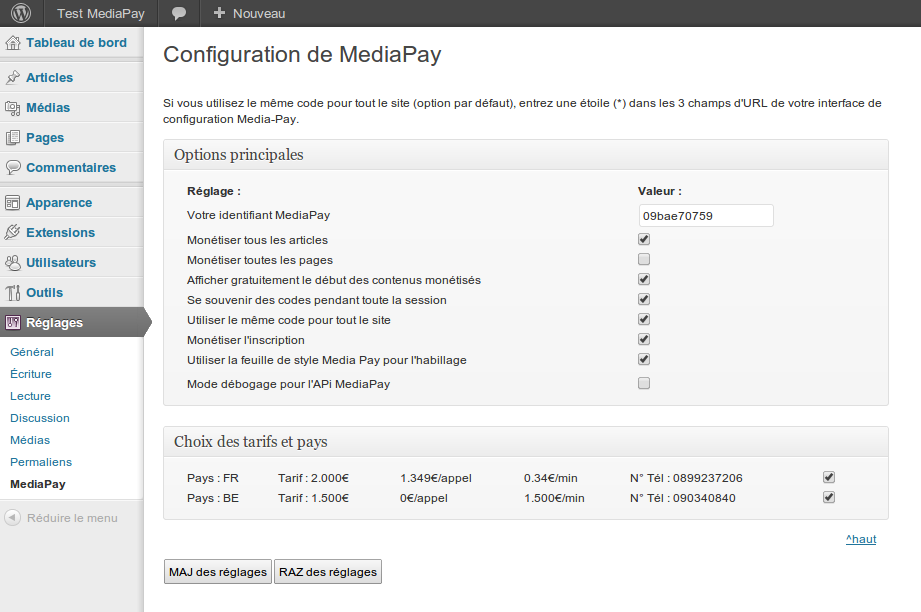 Test MediaPay
Nouveau
Tableau de bord
Articles
Médias
Pages
Commentaires
Apparence
Extensions
Utilisateurs
Outils
Réglages
Général
Écriture
Lecture
Discussion
Médias
Permaliens
MediaPay
Réduire le menu
Configuration de MediaPay
Si vous utilisez le même code pour tout le site (option par défaut), entrez une étoile (*) dans les 3 champs d'URL de votre interface de
configuration Media-Pay.
Options principales
Réglage : Valeur :
Votre identifiant MediaPay 09bae70759
Monétiser tous les articles
Monétiser toutes les pages
Afficher gratuitement le début des contenus monétisés
Se souvenir des codes pendant toute la session
Utiliser le même code pour tout le site
Monétiser l'inscription
Utiliser la feuille de style Media Pay pour l'habillage
Mode débogage pour l'APi MediaPay
Choix des tarifs et pays
Pays : FR Tarif : 2.000€ 1.349€/appel 0.34€/min N° Tél : 0899237206
Pays : BE Tarif : 1.500€ 0€/appel 1.500€/min N° Tél : 090340840
^haut
MAJ des réglages RAZ des réglages